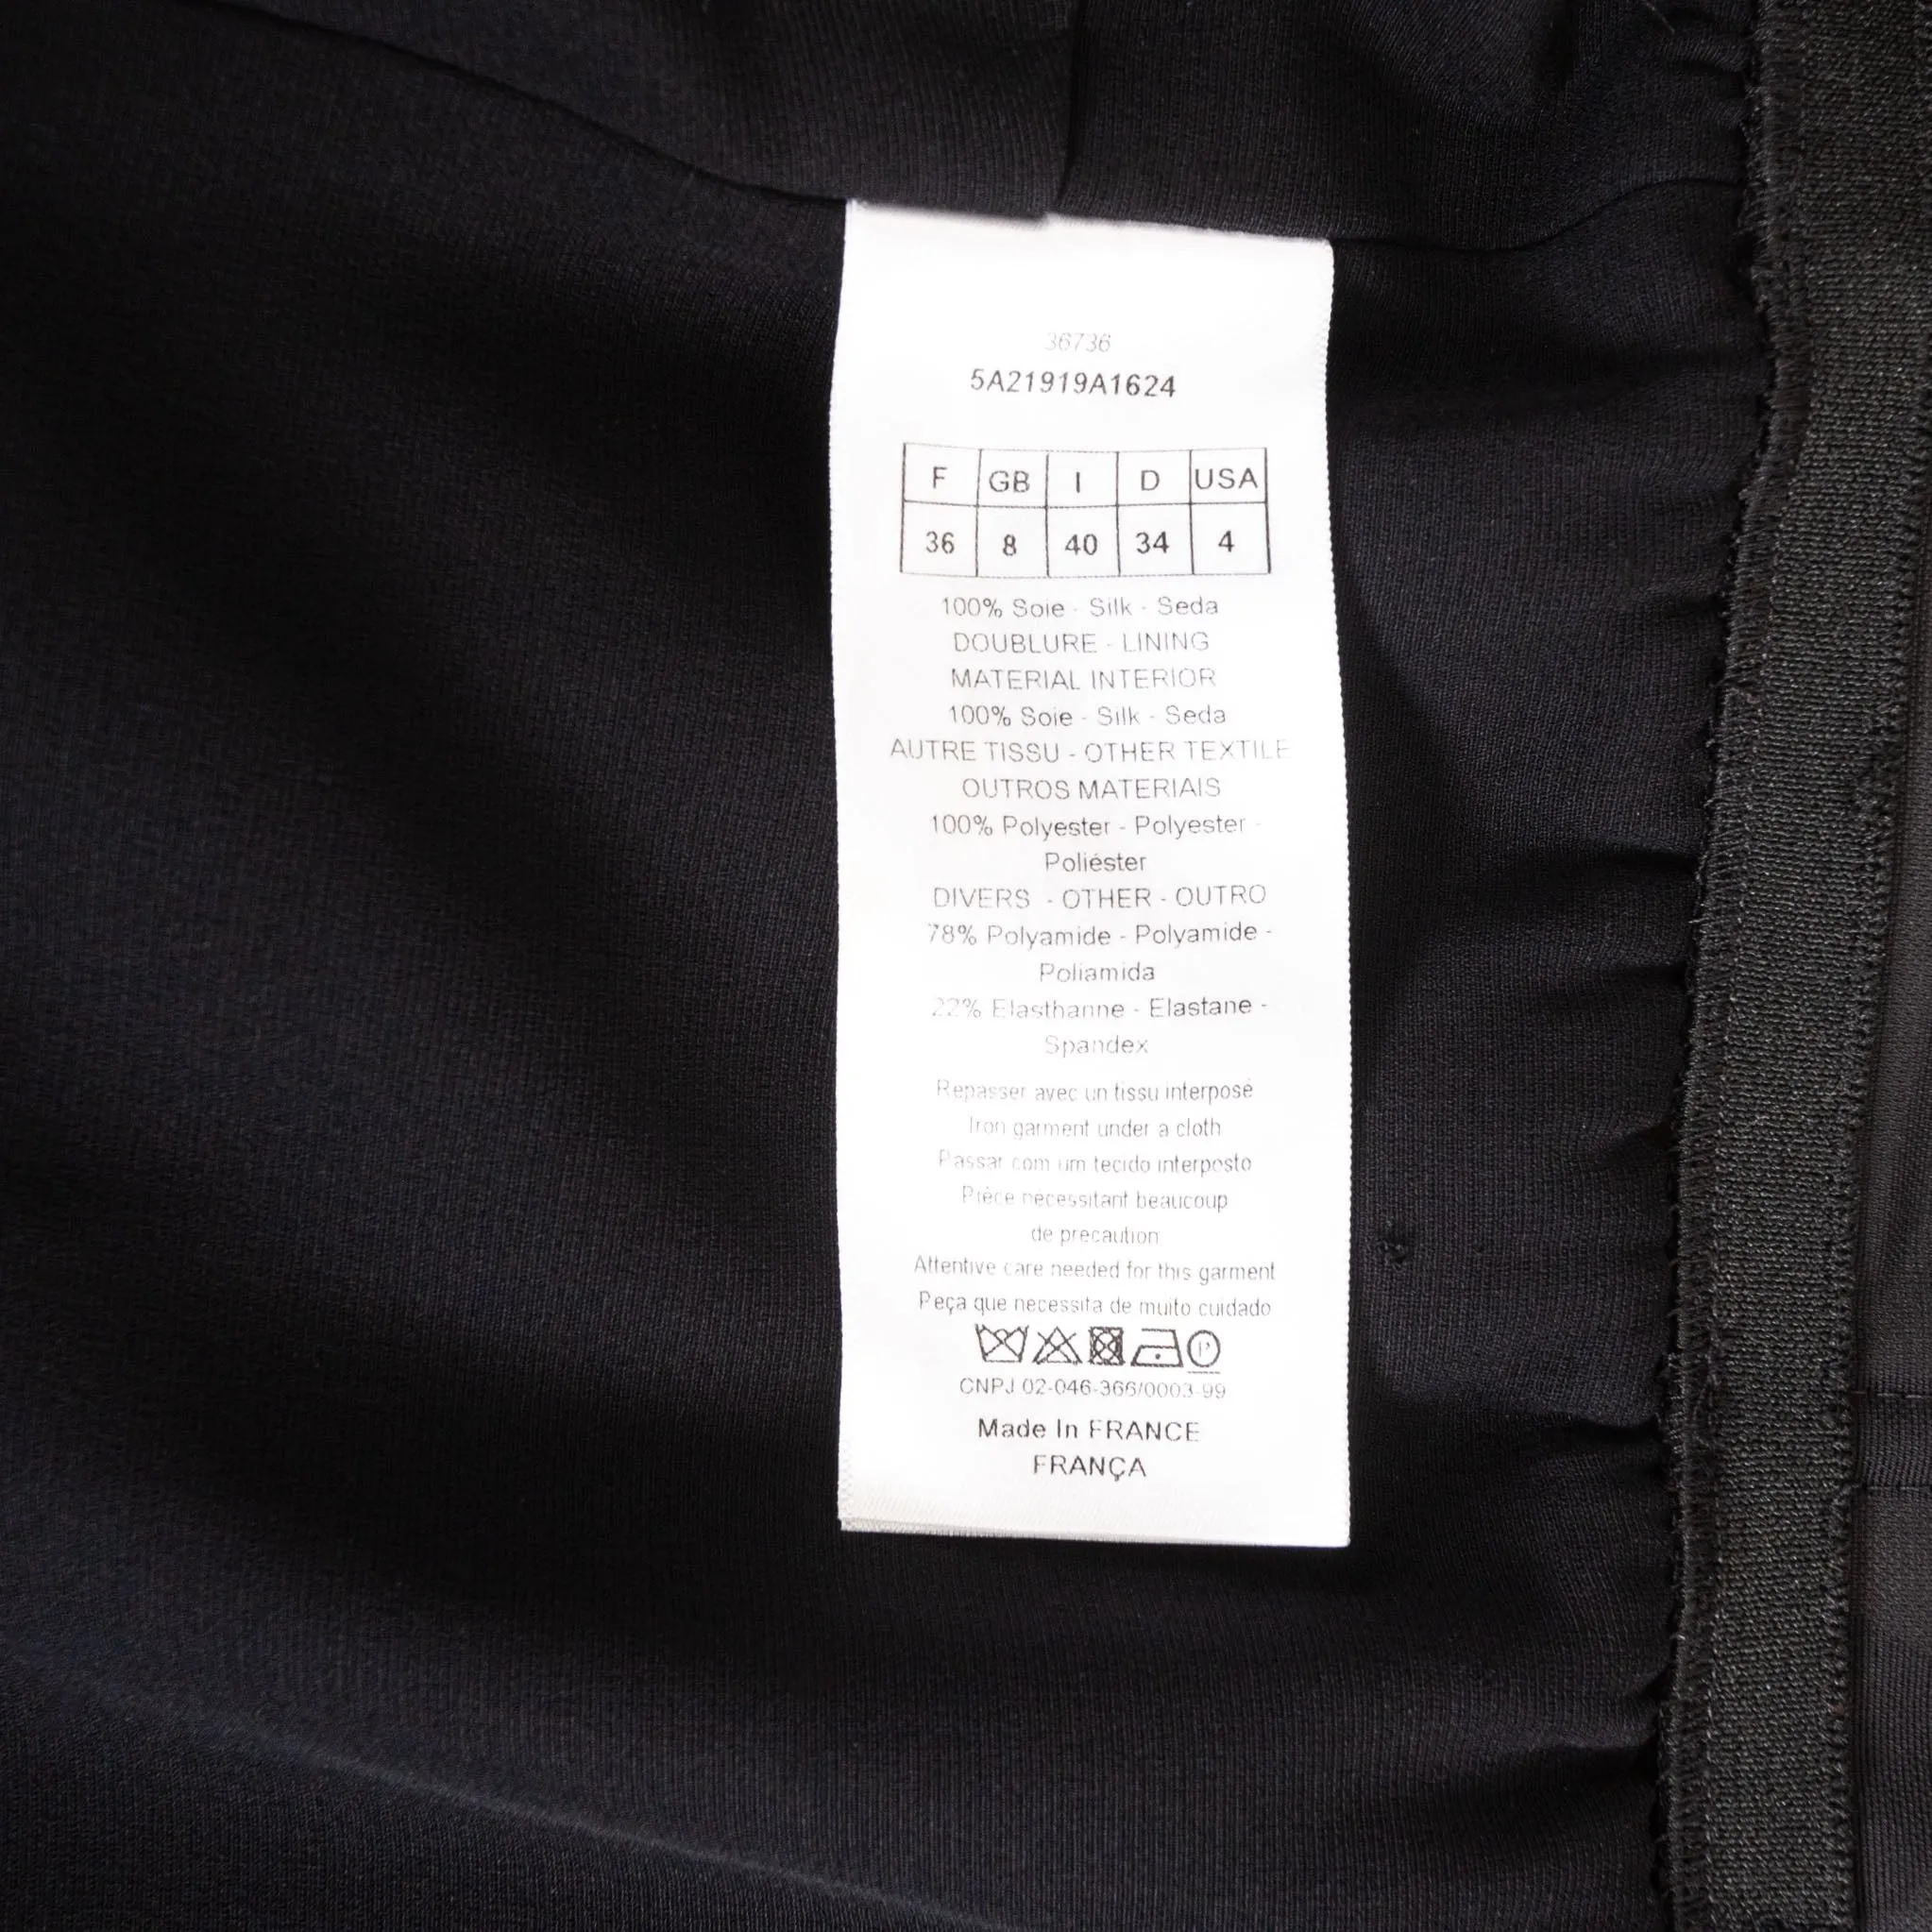 36736
5A21919A1624
F GB I D USA
36 8 40 34 4
100% Soie - Silk - Seda
DOUBLURE - LINING
MATERIAL INTERIOR
100% Soie - Silk - Seda
AUTRE TISSU - OTHER TEXTILE
OUTROS MATERIAIS
100% Polyester - Polyester -
Poliéster
DIVERS - OTHER - OUTRO
78% Polyamide - Polyamide -
Poliamida
22% Elasthanne - Elastane -
Spandex
Repasser avec un tissu interposé
Iron garment under a cloth
Passar com um tecido interposto
Pièce necessitant beaucoup
de precaution
Attentive care needed for this garment
Peça que necessita de muito cuidado
P
CNPJ 02-046-366/0003-99
Made In FRANCE
FRANÇA